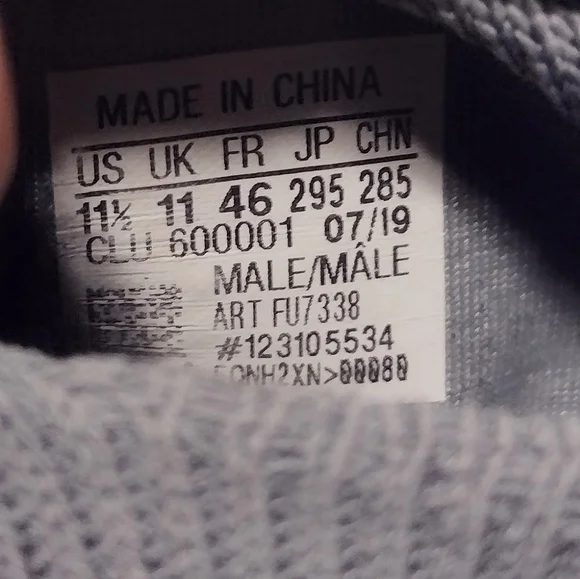 MADE IN CHINA
US UK FR JP CHN
11½ 11 46 295 285
CLU 600001 07/19
MALE/MÂLE
ART FU7338
#123105534